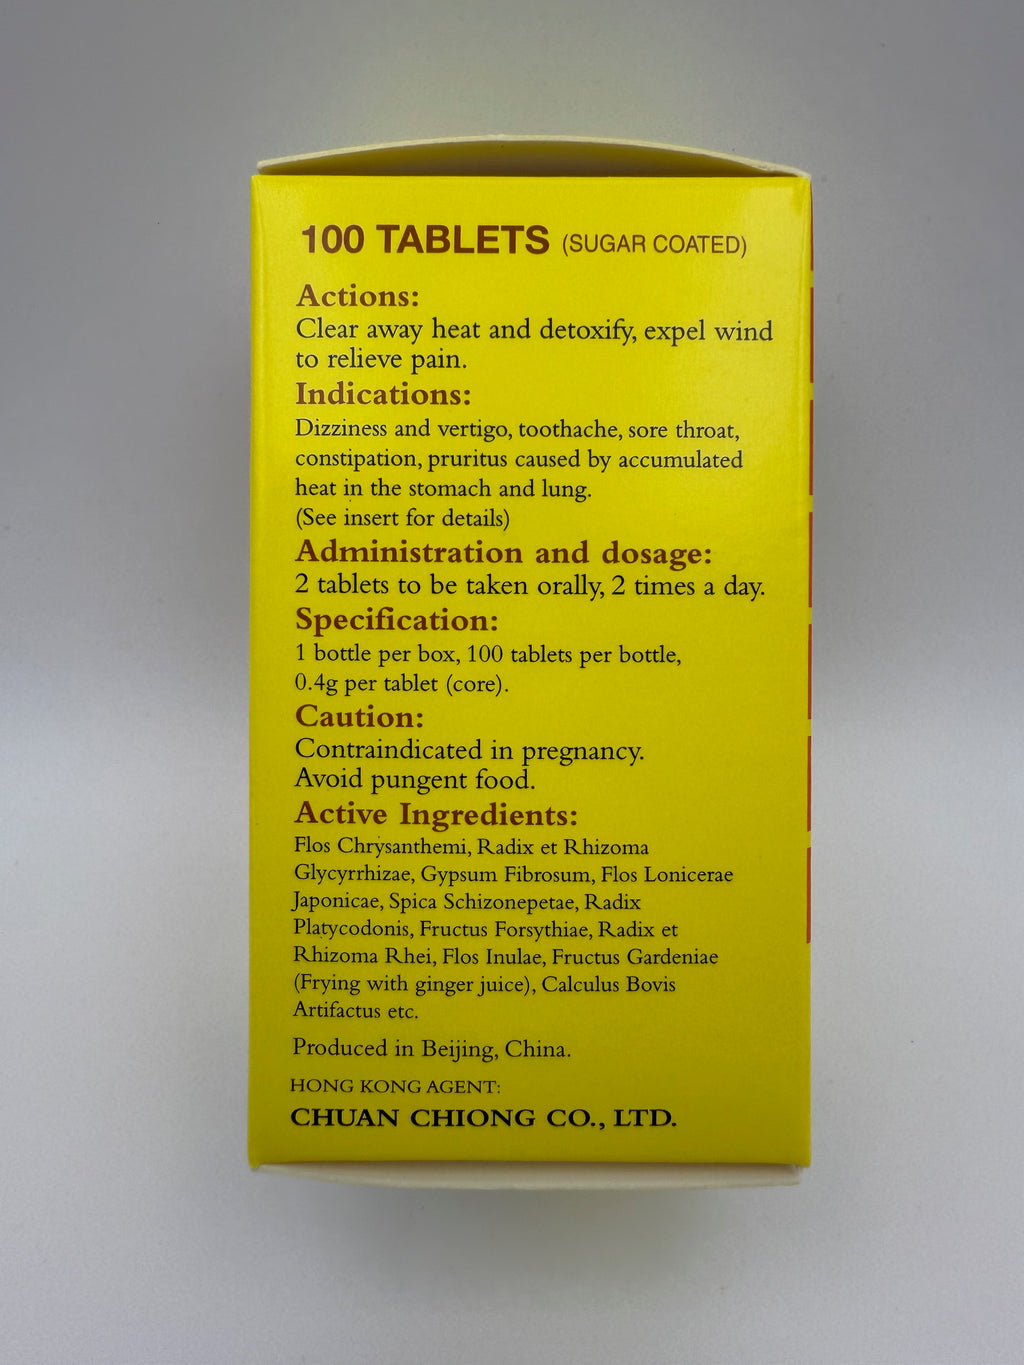 100 TABLETS (SUGAR COATED)
Actions:
Clear away heat and detoxify, expel wind
to relieve pain.
Indications:
Dizziness and vertigo, toothache, sore throat,
constipation, pruritus caused by accumulated
heat in the stomach and lung.
(See insert for details)
Administration and dosage:
2 tablets to be taken orally, 2 times a day.
Specification:
1 bottle per box, 100 tablets per bottle,
0.4g per tablet (core).
Caution:
Contraindicated in pregnancy.
Avoid pungent food.
Active Ingredients:
Flos Chrysanthemi, Radix et Rhizoma
Glycyrrhizae, Gypsum Fibrosum, Flos Lonicerae
Japonicae, Spica Schizonepetae, Radix
Platycodonis, Fructus Forsythiae, Radix et
Rhizoma Rhei, Flos Inulae, Fructus Gardeniae
(Frying with ginger juice), Calculus Bovis
Artifactus etc.
Produced in Beijing, China.
HONG KONG AGENT:
CHUAN CHIONG CO., LTD.